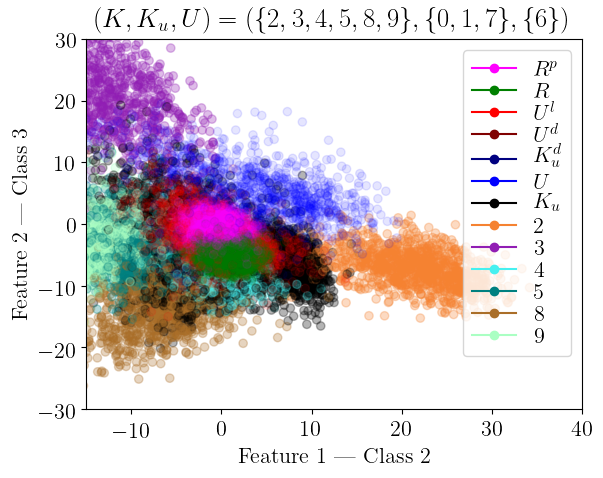 (K, K_u, U) = ({2, 3, 4, 5, 8, 9}, {0, 1, 7}, {6})
30
20
10
0
−10
−20
−30
−10
0
10
20
30
40
Feature 2 — Class 3
Feature 1 — Class 2
R^p
R
U^l
U^d
K_u^d
U
K_u
2
3
4
5
8
9